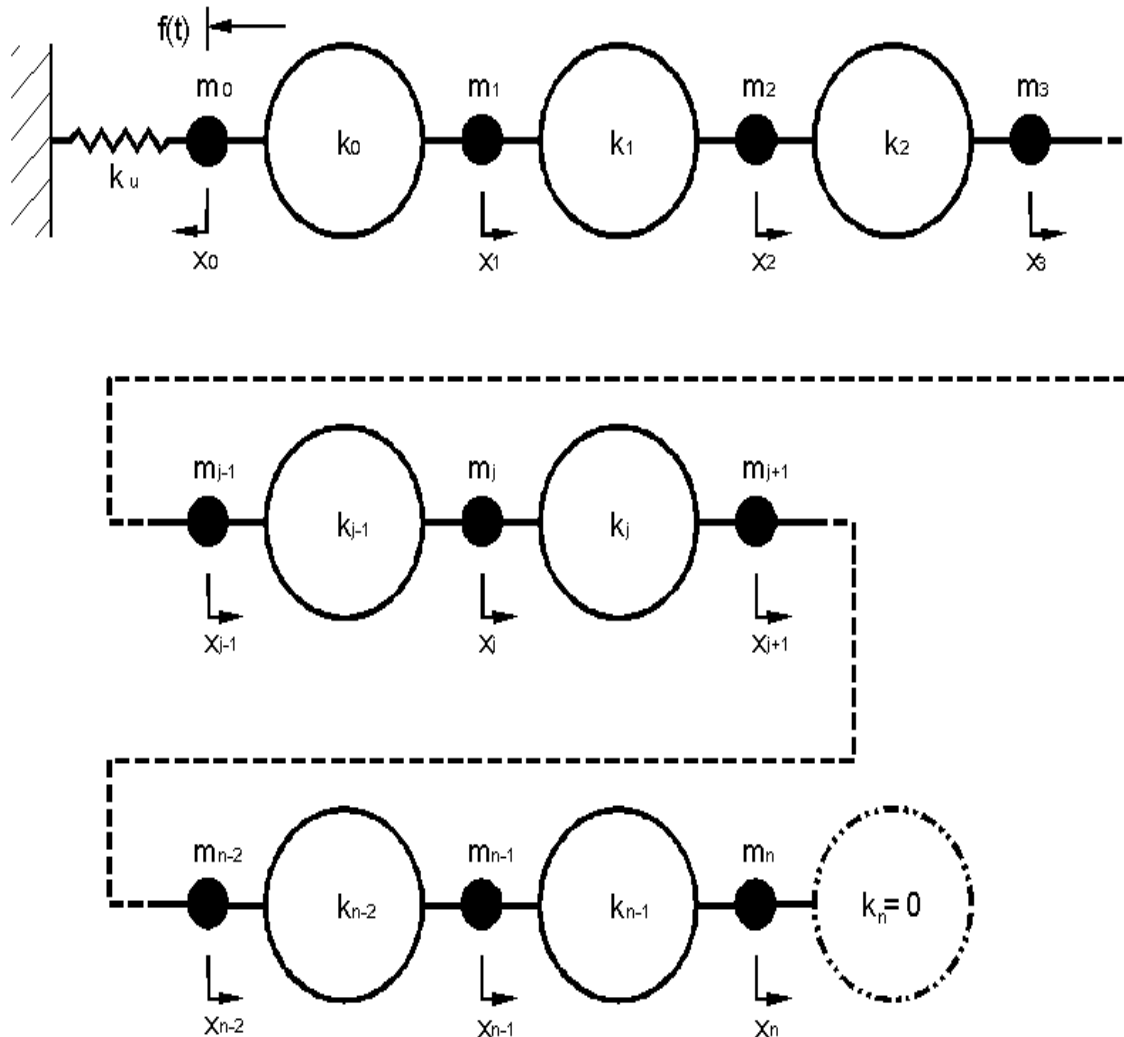 f(t)
m₀ m₁ m₂ m₃
k₀ k₁ k₂
kᵤ
x₀ x₁ x₂ x₃
mj-1 mj mj+1
kj-1 kj
xj-1 xj xj+1
mn-2 mn-1 mn
kn-2 kn-1 kn = 0
xn-2 xn-1 xn